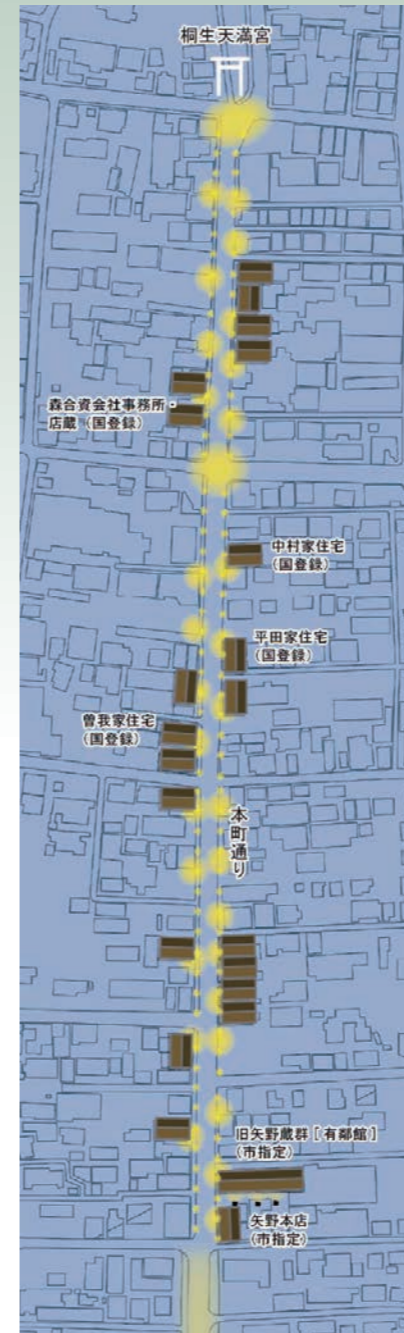 桐生天満宮
森合資会社事務所・
店蔵（国登録）
中村家住宅
（国登録）
平田家住宅
（国登録）
曽我家住宅
（国登録）
本町通り
旧矢野蔵群［有鄰館］
（市指定）
矢野本店
（市指定）